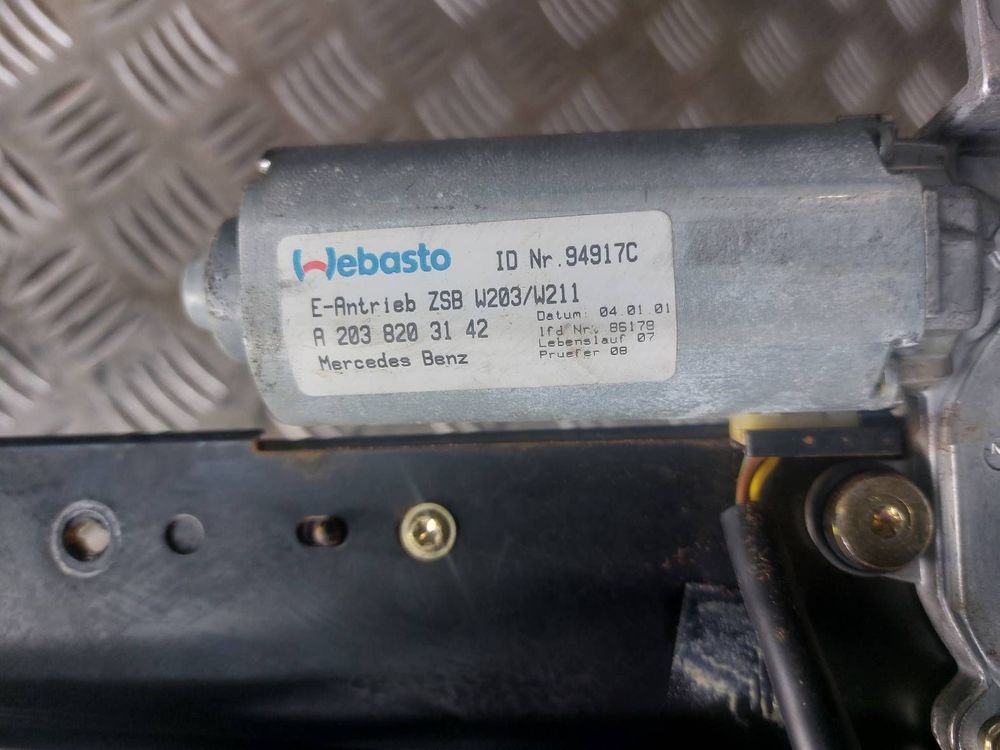 Webasto
ID Nr.94917C
E-Antrieb ZSB W203/W211
A 203 820 31 42
Mercedes Benz
Datum: 04.01.01
lfd Nr. 86178
Lebenslauf 07
Pruefer 08